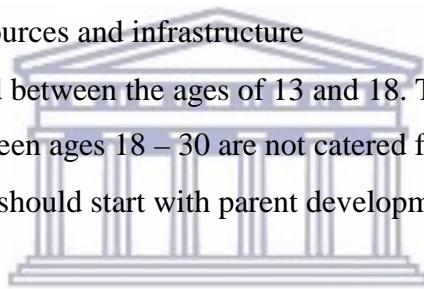 ources and infrastructure
between the ages of 13 and 18. T
een ages 18 – 30 are not catered f
should start with parent developm